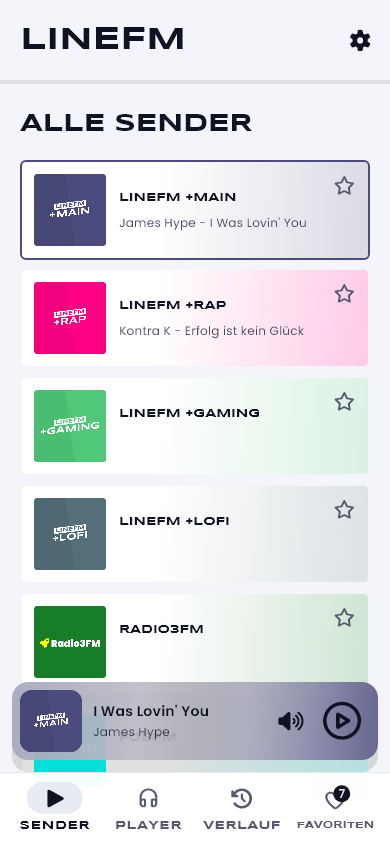 LINEFM
ALLE SENDER
LINEFM
+MAIN
LINEFM +MAIN
James Hype - I Was Lovin' You
LINEFM
+RAP
LINEFM +RAP
Kontra K - Erfolg ist kein Glück
LINEFM
+GAMING
LINEFM +GAMING
LINEFM
+LOFI
LINEFM +LOFI
Radio3FM
RADIO3FM
LINEFM
+MAIN
I Was Lovin' You
James Hype
7
SENDER
PLAYER
VERLAUF
FAVORITEN